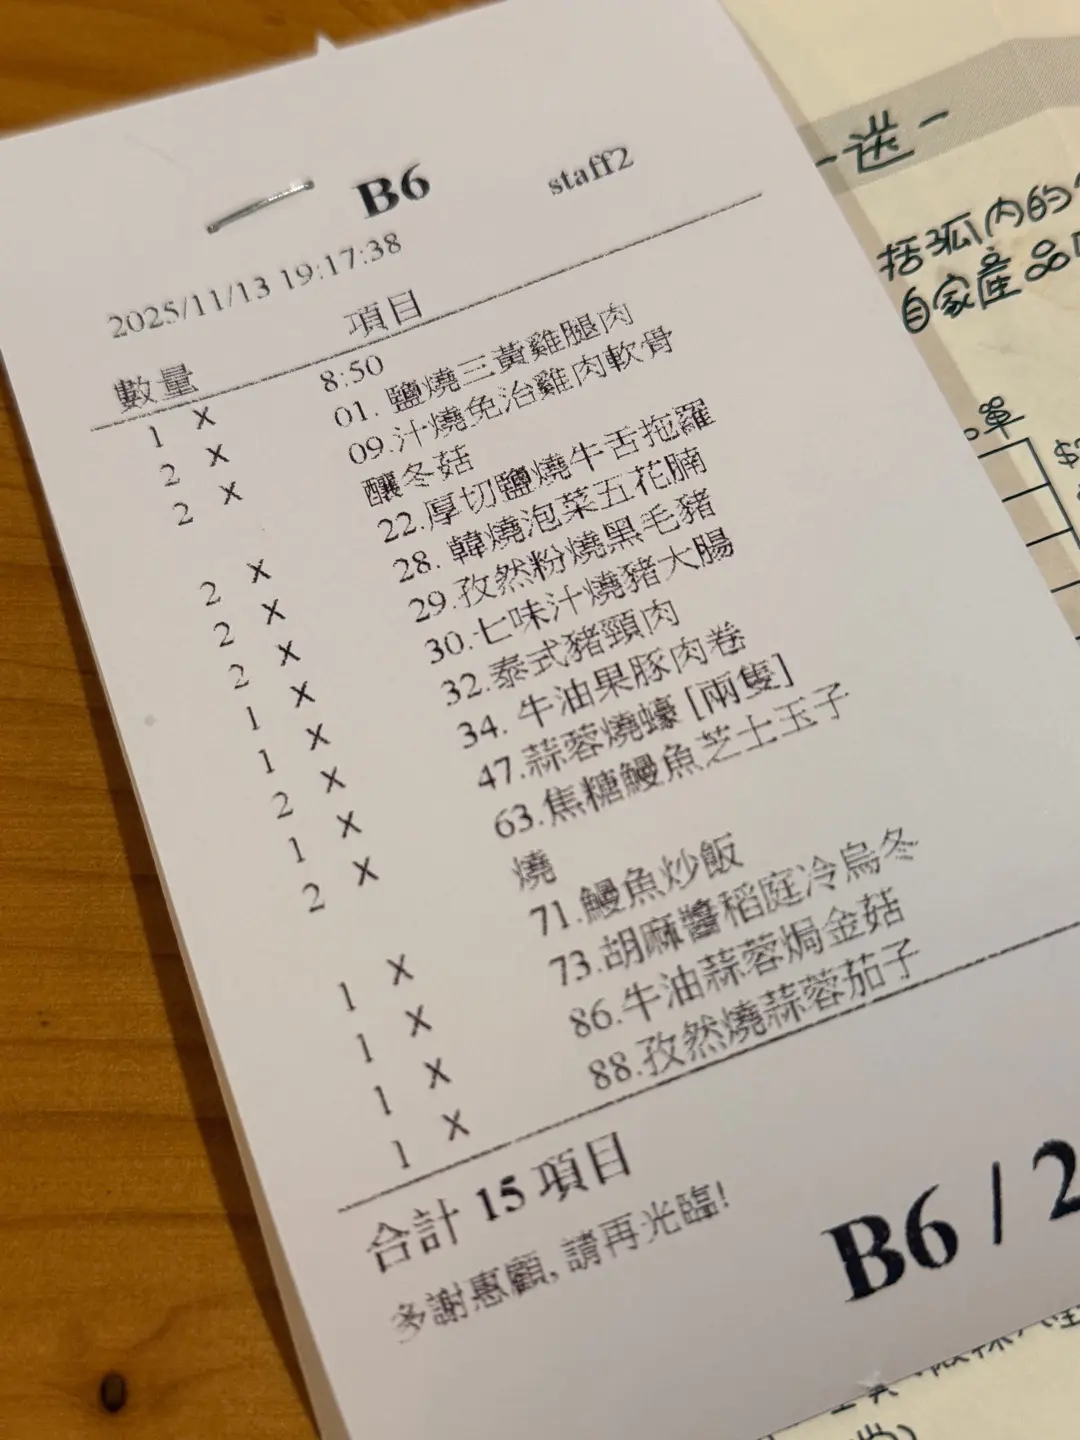 B6 staff2
2025/11/13 19:17:38
數量 項目
1 x 8:50
2 x 01. 鹽燒三黃雞腿肉
2 x 09.汁燒免治雞肉軟骨
釀冬菇
2 x 22.厚切鹽燒牛舌拖羅
2 x 28. 韓燒泡菜五花腩
2 x 29.孜然粉燒黑毛豬
1 x 30.七味汁燒豬大腸
1 x 32.泰式豬頸肉
2 x 34. 牛油果豚肉卷
1 x 47.蒜蓉燒蠔 [兩隻]
2 x 63.焦糖鰻魚芝士玉子
燒
1 x 71.鰻魚炒飯
1 x 73.胡麻醬稻庭冷烏冬
1 x 86.牛油蒜蓉焗金菇
1 x 88.孜然燒蒜蓉茄子
合計 15 項目
多謝惠顧, 請再光臨!
B6 / 2
一送一
括孤內的
自家產品
單